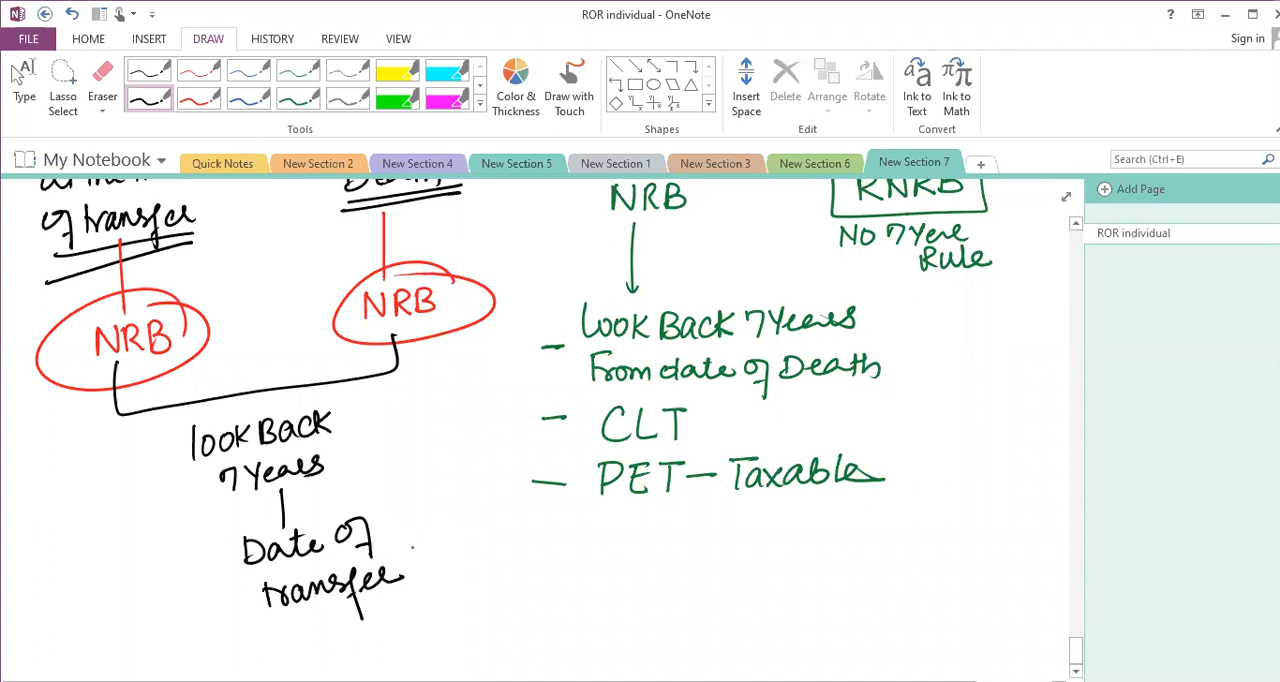 ROR individual - OneNote
Sign in
FILE
HOME
INSERT
DRAW
HISTORY
REVIEW
VIEW
Type
Lasso
Select
Eraser
Color &
Thickness
Draw with
Touch
Insert
Space
Delete
Arrange
Rotate
Ink to
Text
Ink to
Math
Tools
Shapes
Edit
Convert
My Notebook
Quick Notes
New Section 2
New Section 4
New Section 5
New Section 1
New Section 3
New Section 6
New Section 7
Search (Ctrl+E)
Add Page
ROR individual
of transfer
Death
NRB
NRB
look Back
7 Years
Date of
transfer
NRB
RNRB
No 7 Yere
Rule
look Back 7 Years
From date of Death
- CLT
- PET - Taxable